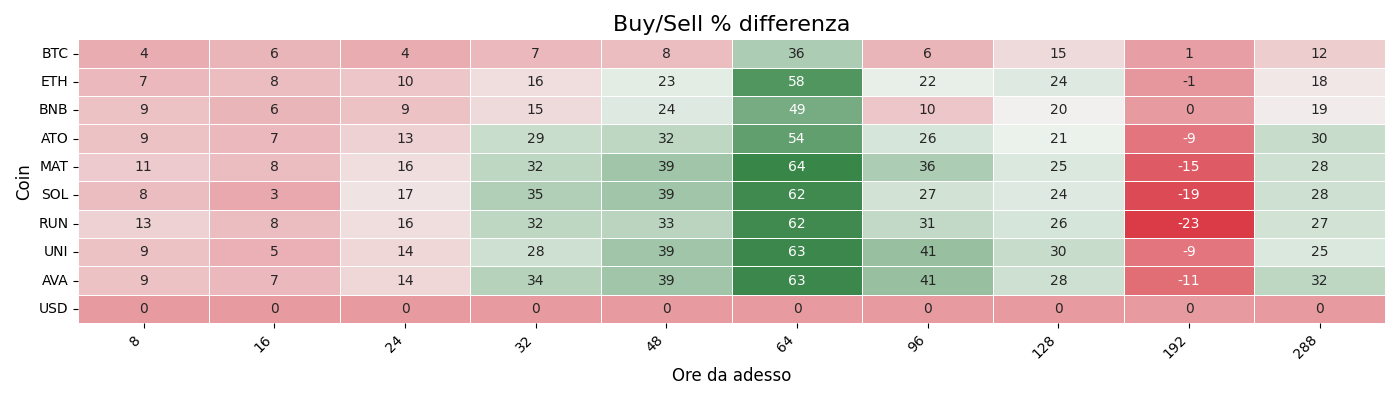 Buy/Sell % differenza
Coin
BTC 4 6 4 7 8 36 6 15 1 12
ETH 7 8 10 16 23 58 22 24 -1 18
BNB 9 6 9 15 24 49 10 20 0 19
ATO 9 7 13 29 32 54 26 21 -9 30
MAT 11 8 16 32 39 64 36 25 -15 28
SOL 8 3 17 35 39 62 27 24 -19 28
RUN 13 8 16 32 33 62 31 26 -23 27
UNI 9 5 14 28 39 63 41 30 -9 25
AVA 9 7 14 34 39 63 41 28 -11 32
USD 0 0 0 0 0 0 0 0 0 0
8 16 24 32 48 64 96 128 192 288
Ore da adesso